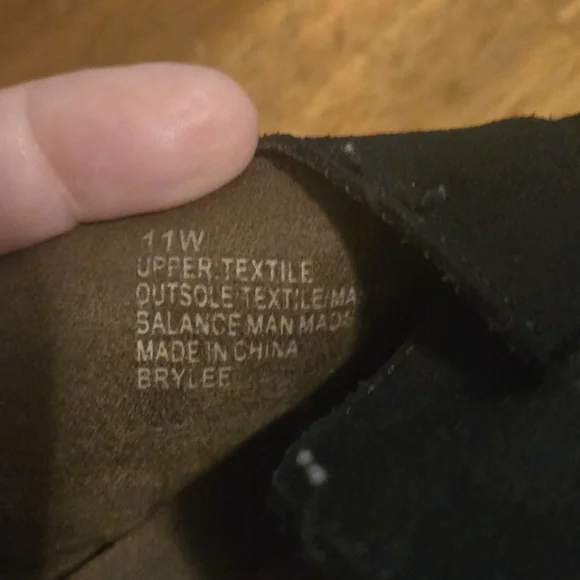 11W
UPPER:TEXTILE
OUTSOLE:TEXTILE/MA
BALANCE:MAN MADE
MADE IN CHINA
BRYLEE